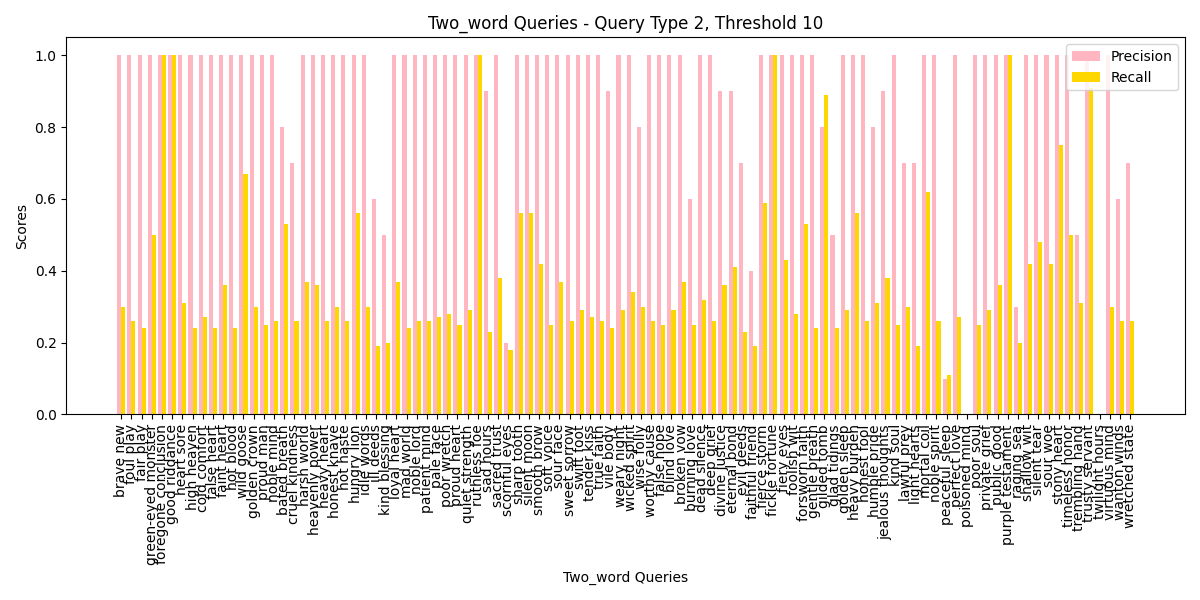 Two_word Queries - Query Type 2, Threshold 10
Precision
Recall
Scores
1.0
0.8
0.6
0.4
0.2
0.0
brave new
foul play
fair play
green-eyed monster
foregone conclusion
good riddance
heart sore
high heaven
cold comfort
heart
faint heart
hot blood
wild goose
golden crown
proud man
noble mind
bated breath
cruel kindness
harsh world
heavenly power
heavy heart
honest knave
hot haste
hungry lion
idle words
ill deeds
kind blessing
loyal heart
mad world
noble lord
patient mind
pale face
poor wretch
proud heart
quiet strength
ruthless foe
sad hours
sacred trust
scornful eyes
sharp tooth
silent moon
smooth brow
soft voice
sour face
sweet sorrow
swift foot
tender kiss
true faith
vile body
weary night
wicked spirit
wise folly
worthy cause
hope
blind love
broken vow
burning love
dead silence
deep grief
divine justice
eternal bond
evil deeds
faithful friend
fierce storm
fickle fortune
fiery eyes
foolish wit
forsworn faith
gentle breath
gilded tomb
glad tidings
golden sleep
heavy burden
honest fool
humble pride
jealous thoughts
kind soul
lawful prey
light hearts
mortal coil
noble spirit
peaceful sleep
perfect love
poisoned mind
poor soul
private grief
public good
purple testament
raging sea
shallow wit
silent tear
sour woe
stony heart
timeless honor
trembling hand
trusty servant
twilight hours
virtuous mind
wanton wind
wretched state
Two_word Queries